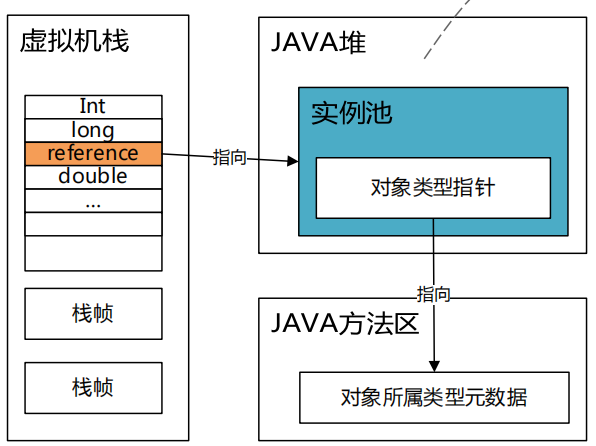 虚拟机栈
Int
long
reference
double
...
栈帧
栈帧
指向
JAVA堆
实例池
对象类型指针
指向
JAVA方法区
对象所属类型元数据